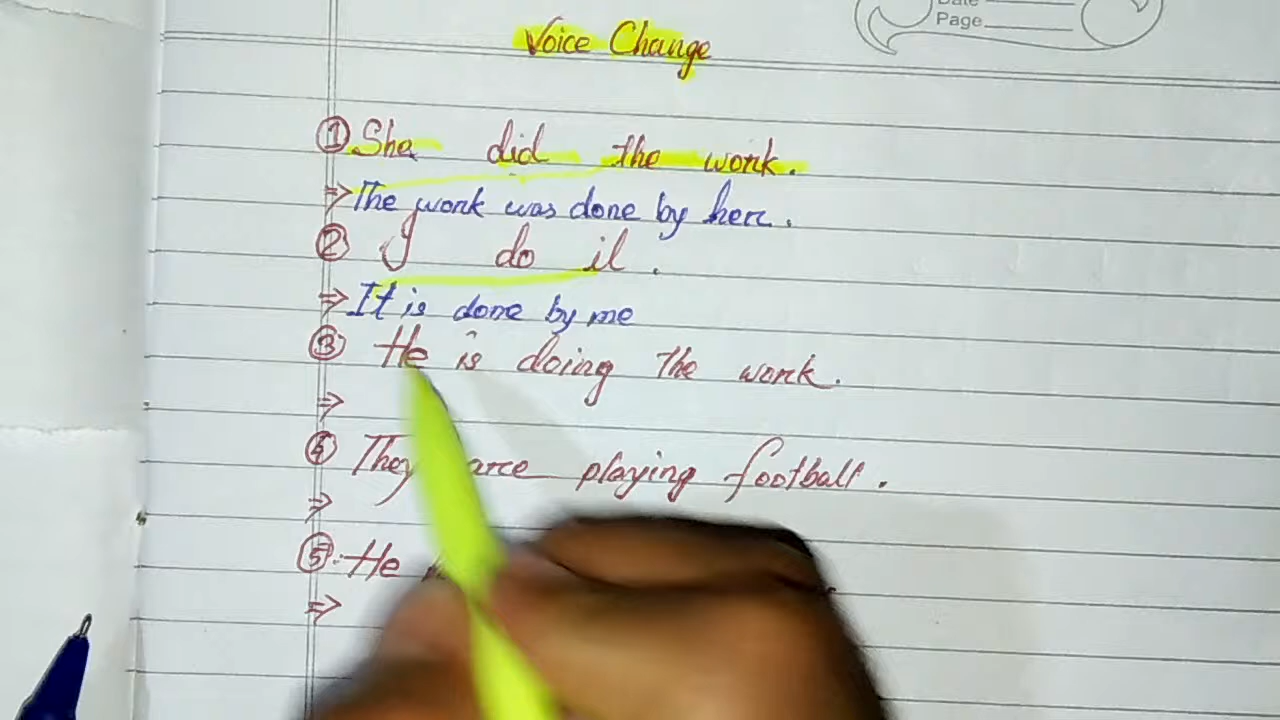 Date
Page
Voice Change
① She did the work.
⇒ The work was done by her.
② I do it.
⇒ It is done by me
③ He is doing the work.
⇒
④ They are playing football.
⇒
⑤ He
⇒